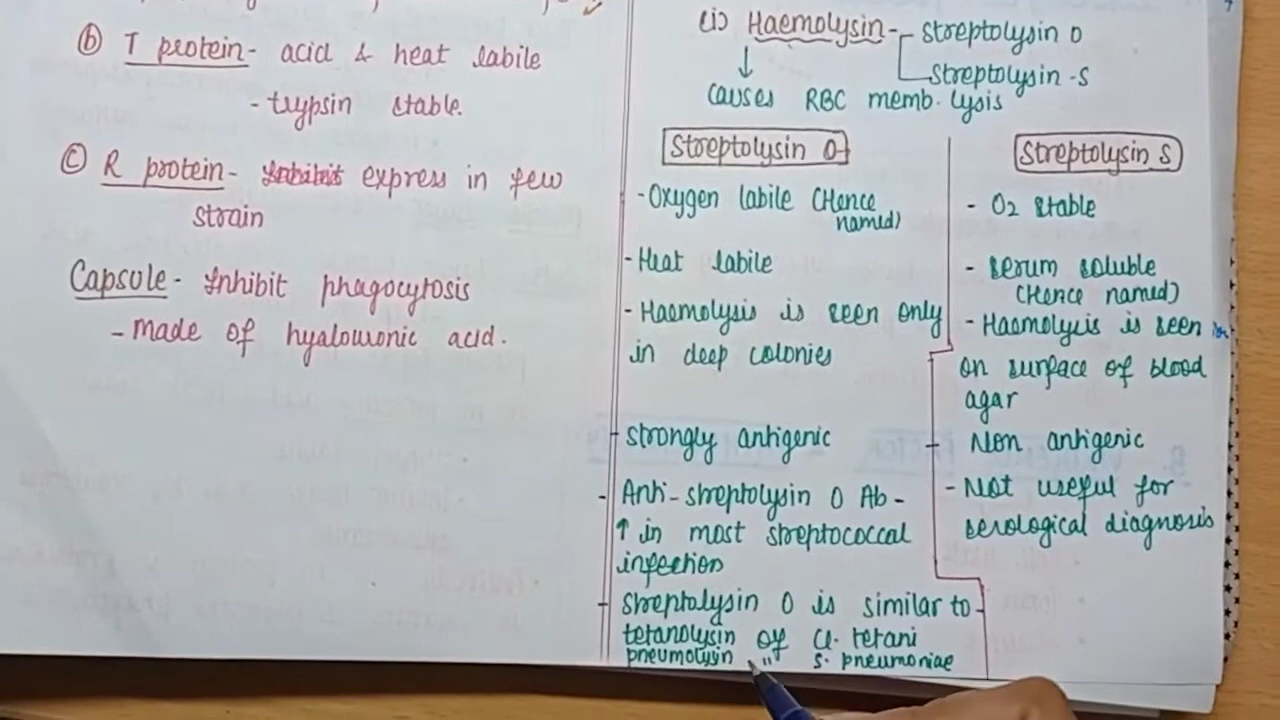 ⓑ T protein- acid & heat labile
- trypsin stable.
ⓒ R protein- express in few
strain
Capsule- Inhibit phagocytosis
- Made of hyalouronic acid.
(i) Haemolysin- streptolysin O
streptolysin -S
↓
causes RBC memb. lysis
Streptolysin O
- Oxygen labile (Hence
named)
- Heat labile
- Haemolysis is seen only
in deep colonies
- strongly antigenic
- Anti-streptolysin O Ab-
↑ in most streptococcal
infection
- streptolysin O is similar to
tetanolysin of Cl. tetani
pneumolysin " S. pneumoniae
Streptolysin S
- O2 stable
- serum soluble
(Hence named)
- Haemolysis is seen
on surface of blood
agar
- Non antigenic
- Not useful for
serological diagnosis